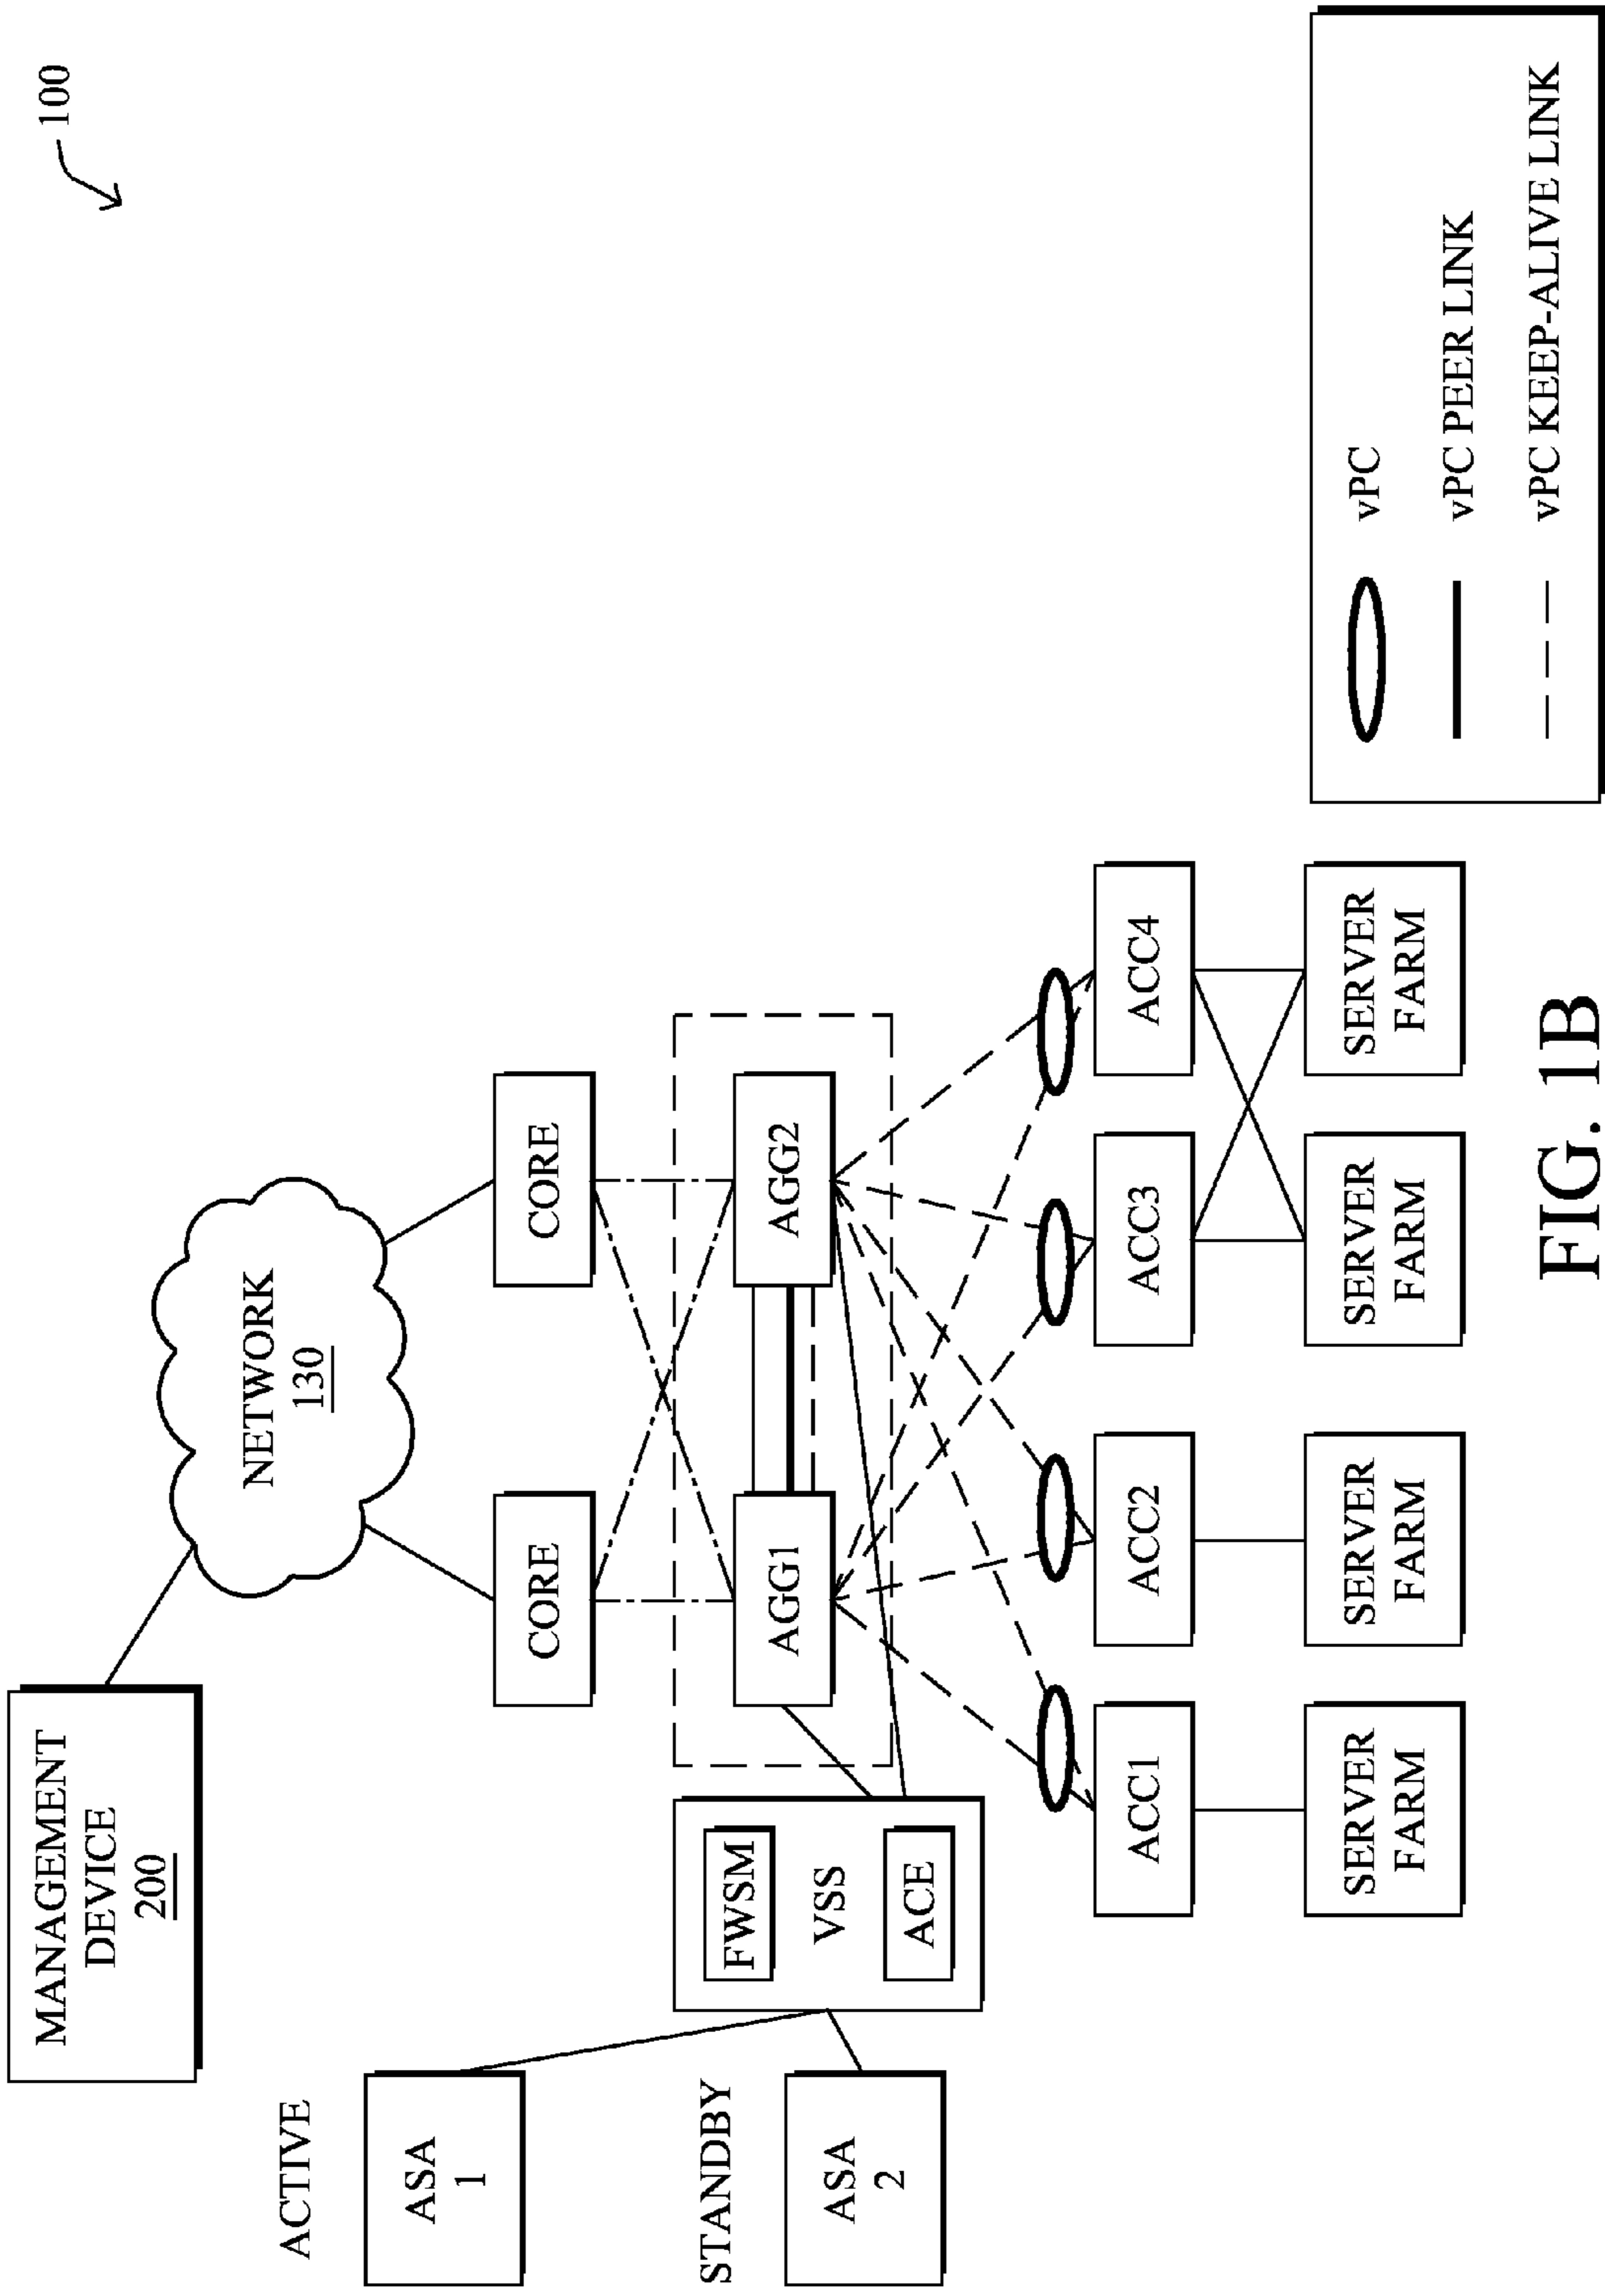 100
MANAGEMENT
DEVICE
200
NETWORK
130
ACTIVE
ASA
1
STANDBY
ASA
2
CORE
CORE
FWSM
VSS
ACE
AGG1
AGG2
ACC1
ACC2
ACC3
ACC4
SERVER
FARM
SERVER
FARM
SERVER
FARM
SERVER
FARM
vPC
vPC PEER LINK
vPC KEEP-ALIVE LINK
FIG. 1B